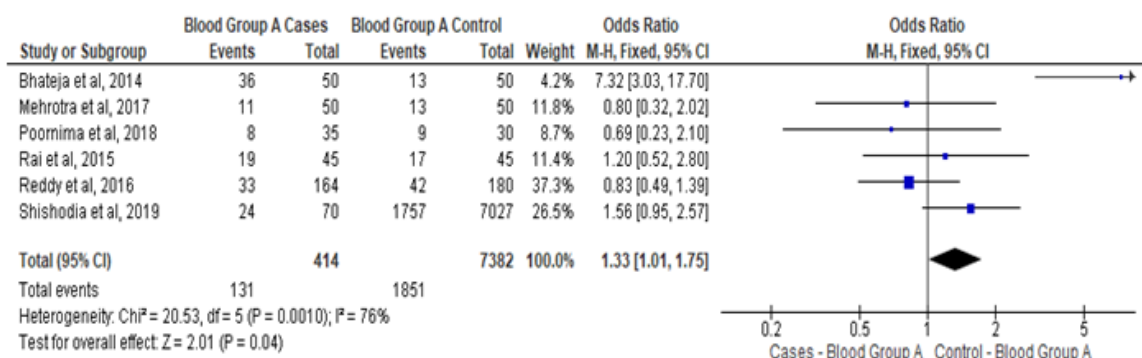 Blood Group A Cases Blood Group A Control Odds Ratio Odds Ratio
Study or Subgroup Events Total Events Total Weight M-H, Fixed, 95% CI M-H, Fixed, 95% CI
Bhateja et al, 2014 36 50 13 50 4.2% 7.32 [3.03, 17.70]
Mehrotra et al, 2017 11 50 13 50 11.8% 0.80 [0.32, 2.02]
Poornima et al, 2018 8 35 9 30 8.7% 0.69 [0.23, 2.10]
Rai et al, 2015 19 45 17 45 11.4% 1.20 [0.52, 2.80]
Reddy et al, 2016 33 164 42 180 37.3% 0.83 [0.49, 1.39]
Shishodia et al, 2019 24 70 1757 7027 26.5% 1.56 [0.95, 2.57]
Total (95% CI) 414 7382 100.0% 1.33 [1.01, 1.75]
Total events 131 1851
Heterogeneity: Chi² = 20.53, df = 5 (P = 0.0010); I² = 76%
Test for overall effect: Z = 2.01 (P = 0.04)
0.2 0.5 1 2 5
Cases - Blood Group A Control - Blood Group A